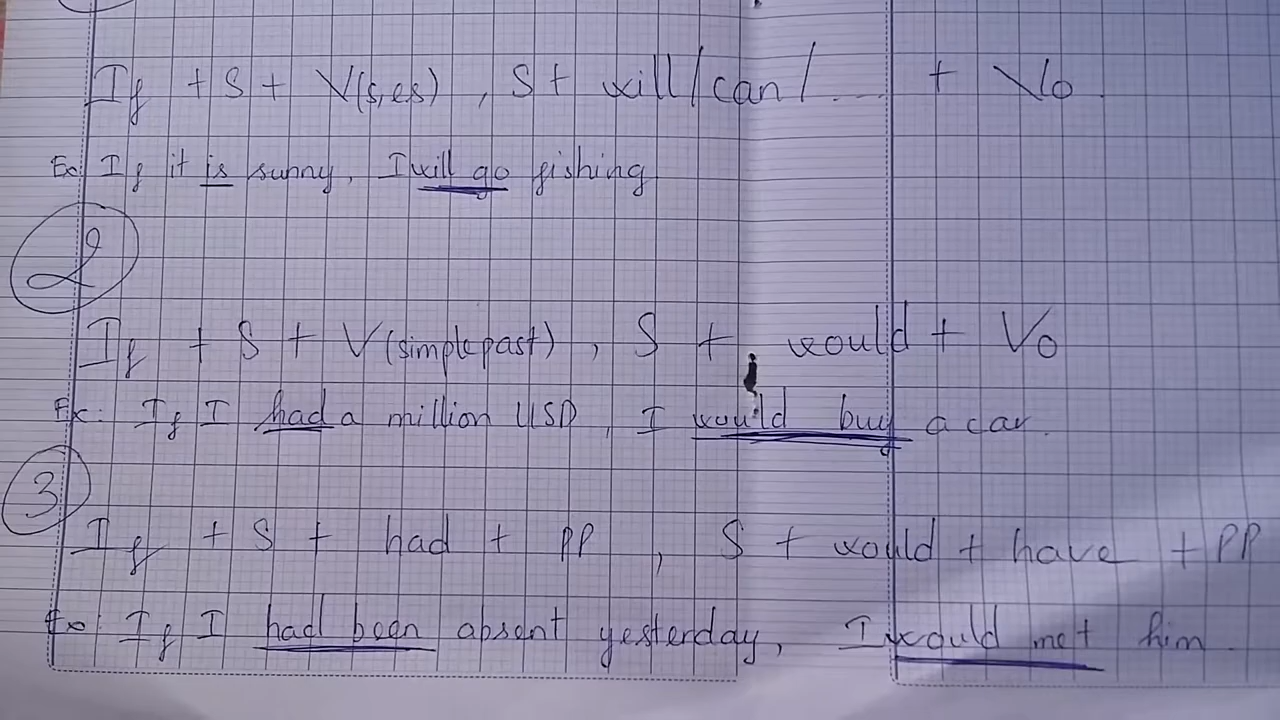 If + S + V(s,es) , S + will/can/.... + Vo
Ex: If it is sunny, I will go fishing
2
If + S + V(simple past) , S + would + Vo
Ex: If I had a million USD, I would buy a car.
3
If + S + had + PP , S + would + have + PP
Ex: If I had been absent yesterday, I would met him.